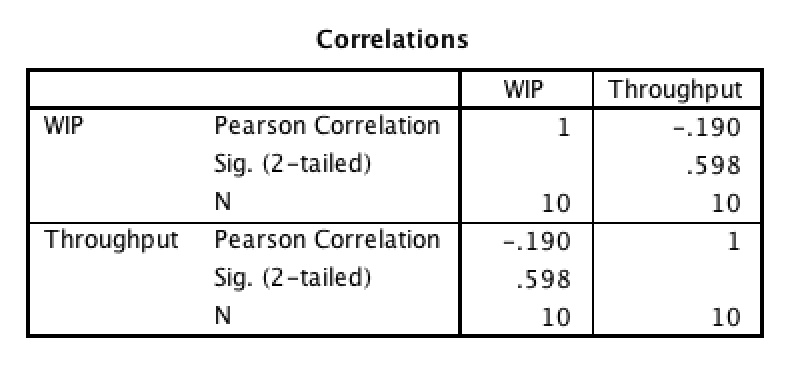 Correlations
WIP Throughput
WIP Pearson Correlation 1 -.190
Sig. (2-tailed) .598
N 10 10
Throughput Pearson Correlation -.190 1
Sig. (2-tailed) .598
N 10 10